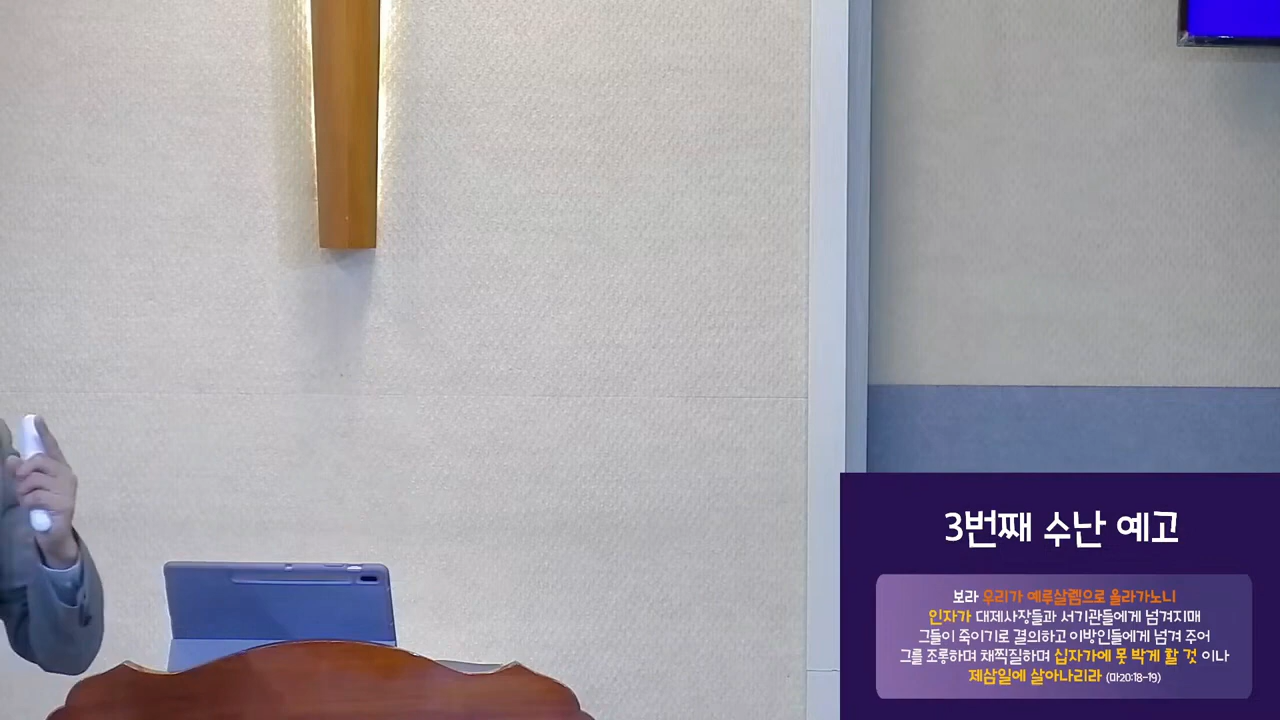 3번째 수난 예고
보라 우리가 예루살렘으로 올라가노니
인자가 대제사장들과 서기관들에게 넘겨지매
그들이 죽이기로 결의하고 이방인들에게 넘겨 주어
그를 조롱하며 채찍질하며 십자가에 못 박게 할 것 이나
제삼일에 살아나리라 (마20:18-19)